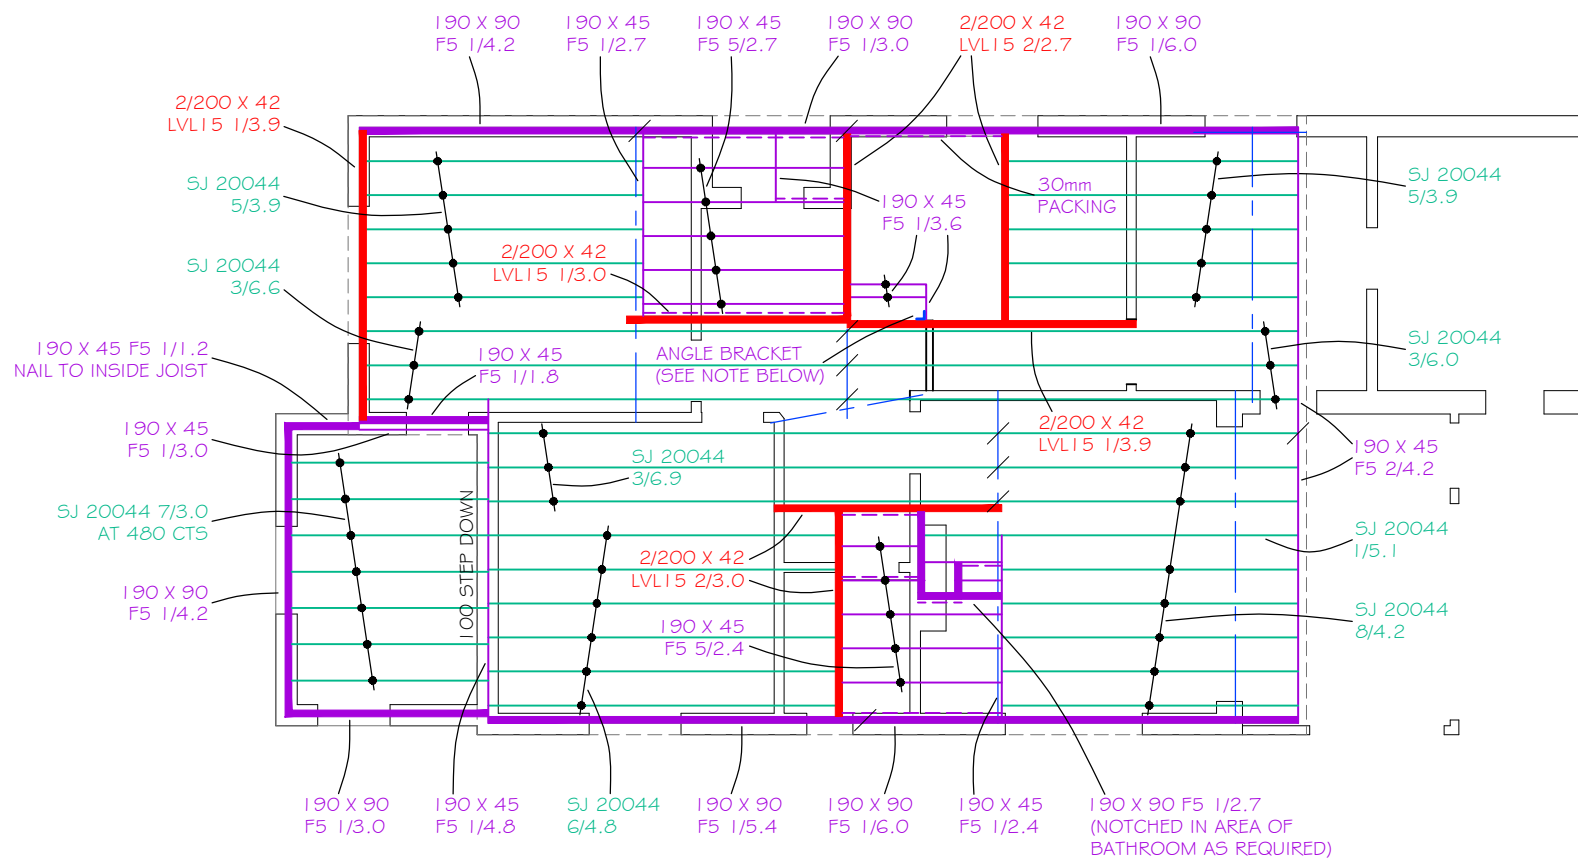 190 X 90
F5 1/4.2
190 X 45
F5 1/2.7
190 X 45
F5 5/2.7
190 X 90
F5 1/3.0
2/200 X 42
LVL15 2/2.7
190 X 90
F5 1/6.0
2/200 X 42
LVL15 1/3.9
SJ 20044
5/3.9
SJ 20044
3/6.6
190 X 45 F5 1/1.2
NAIL TO INSIDE JOIST
190 X 45
F5 1/3.0
SJ 20044 7/3.0
AT 480 CTS
190 X 90
F5 1/4.2
2/200 X 42
LVL15 1/3.0
190 X 45
F5 1/3.6
30mm
PACKING
190 X 45
F5 1/1.8
ANGLE BRACKET
(SEE NOTE BELOW)
2/200 X 42
LVL15 1/3.9
SJ 20044
3/6.9
100 STEP DOWN
2/200 X 42
LVL15 2/3.0
190 X 45
F5 5/2.4
SJ 20044
5/3.9
SJ 20044
3/6.0
190 X 45
F5 2/4.2
SJ 20044
1/5.1
SJ 20044
8/4.2
190 X 90
F5 1/3.0
190 X 45
F5 1/4.8
SJ 20044
6/4.8
190 X 90
F5 1/5.4
190 X 90
F5 1/6.0
190 X 45
F5 1/2.4
190 X 90 F5 1/2.7
(NOTCHED IN AREA OF
BATHROOM AS REQUIRED)